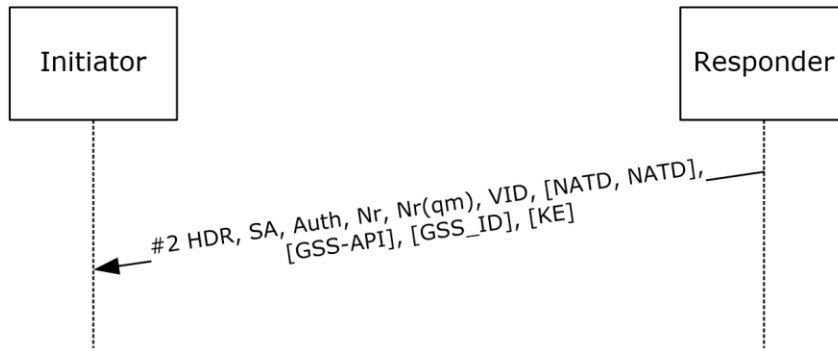 Initiator
Responder
#2 HDR, SA, Auth, Nr, Nr(qm), VID, [NATD, NATD],
[GSS-API], [GSS_ID], [KE]